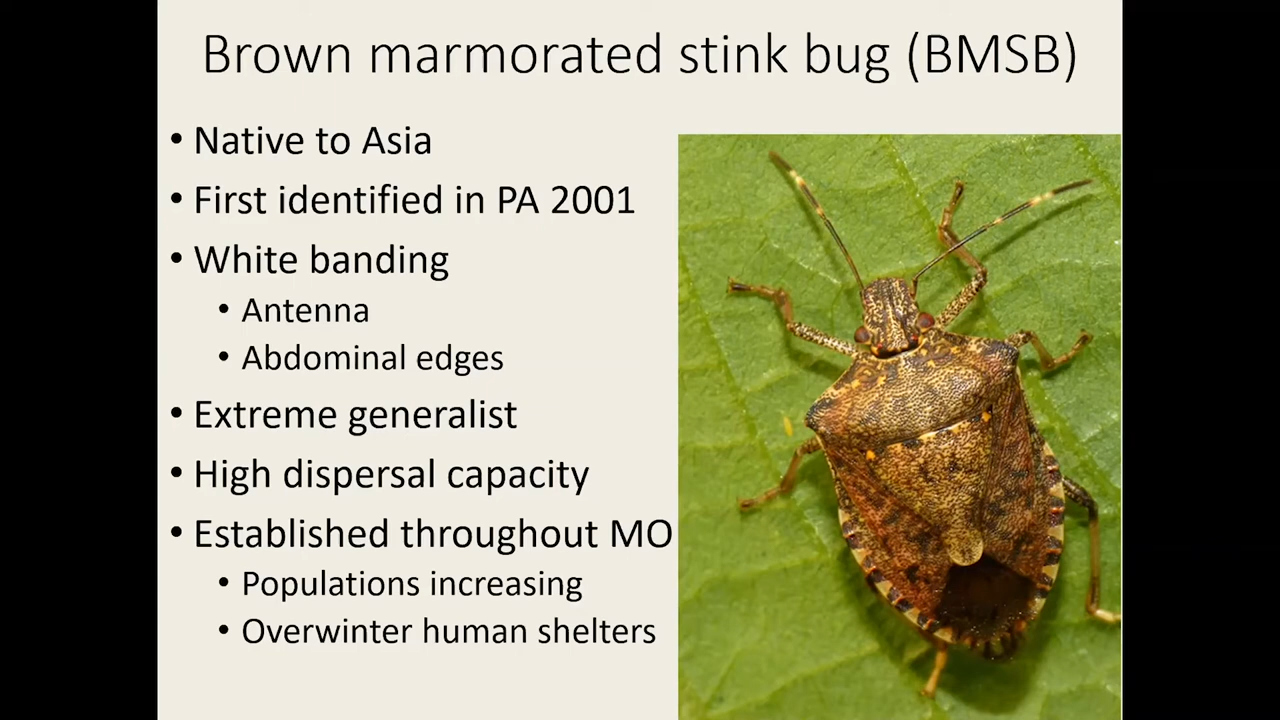 Brown marmorated stink bug (BMSB)
• Native to Asia
• First identified in PA 2001
• White banding
• Antenna
• Abdominal edges
• Extreme generalist
• High dispersal capacity
• Established throughout MO
• Populations increasing
• Overwinter human shelters